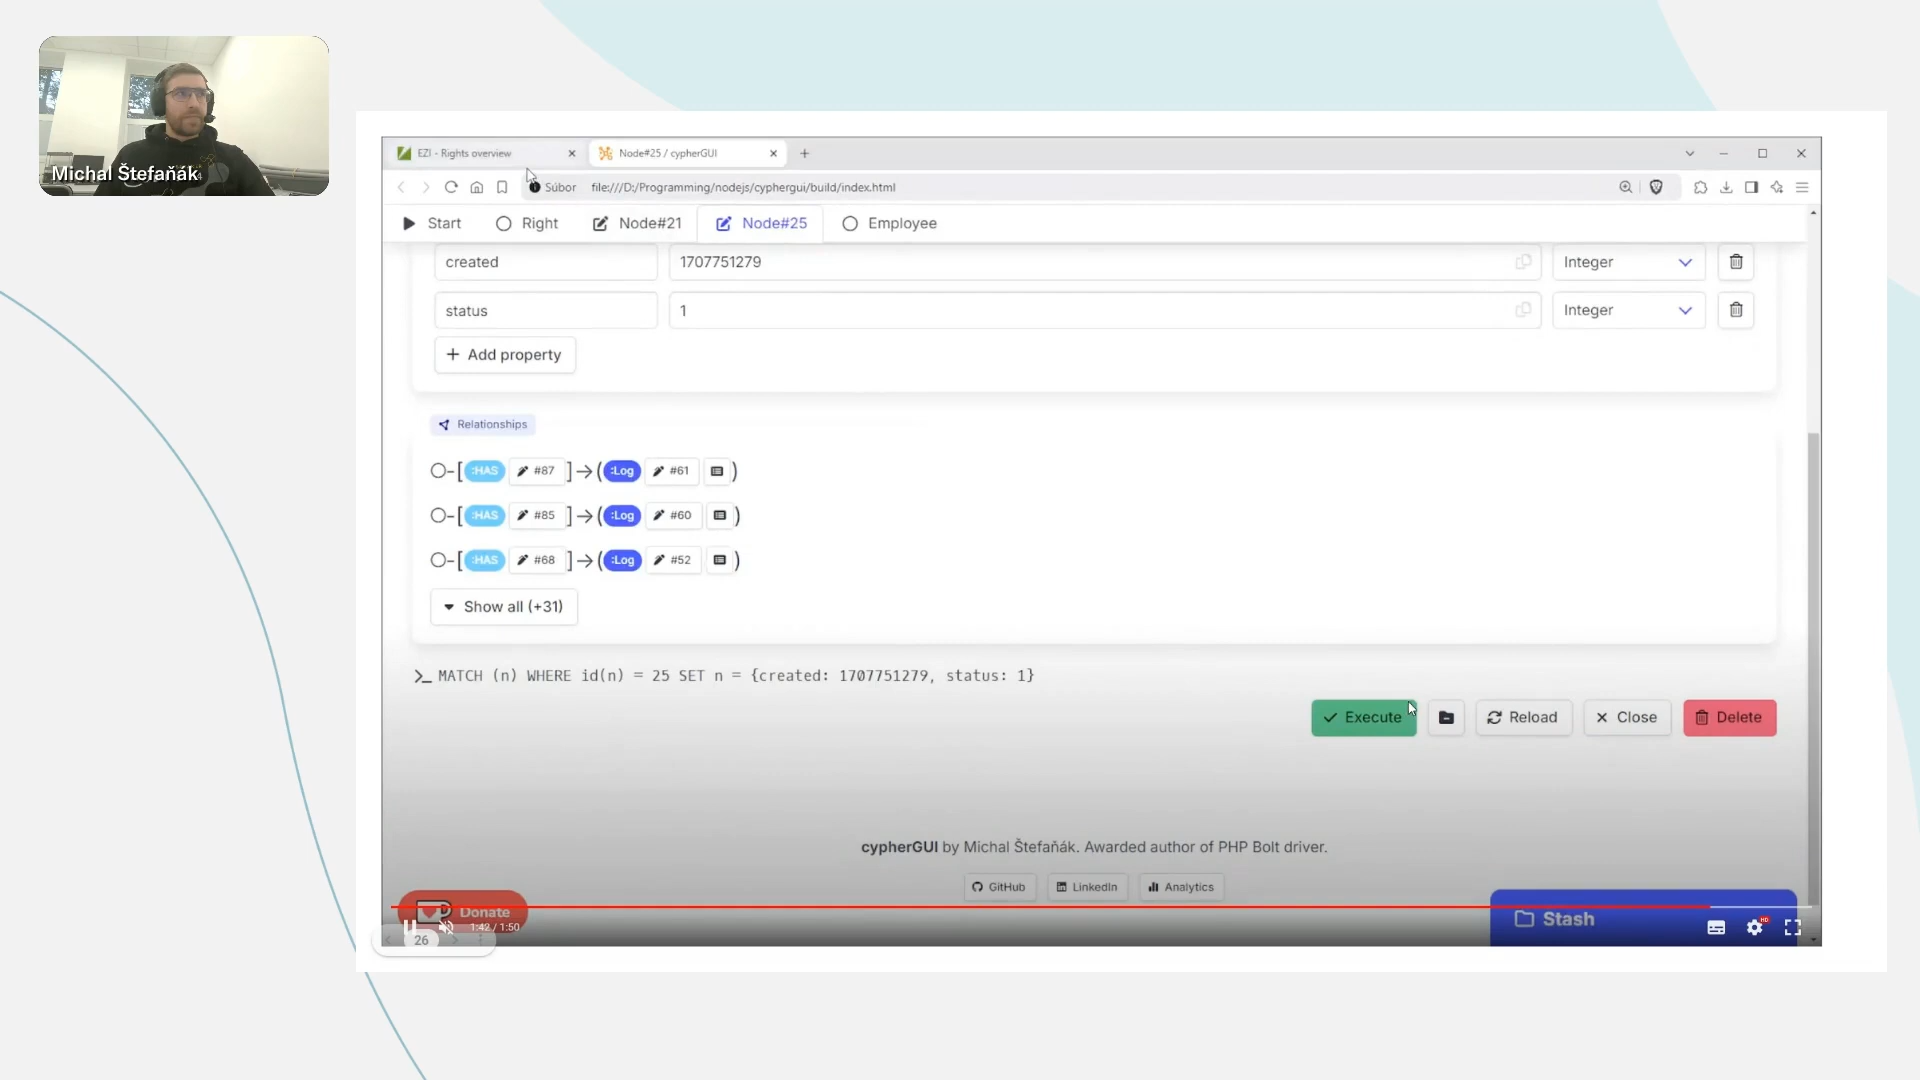 Michal Štefaňák
EZI - Rights overview
Node#25 / cypherGUI
Súbor file:///D:/Programming/nodejs/cyphergui/build/index.html
Start Right Node#21 Node#25 Employee
created 1707751279 Integer
status 1 Integer
+ Add property
Relationships
[ :HAS #87 ]→( :Log #61 )
[ :HAS #85 ]→( :Log #60 )
[ :HAS #68 ]→( :Log #52 )
Show all (+31)
>_ MATCH (n) WHERE id(n) = 25 SET n = {created: 1707751279, status: 1}
Execute Reload Close Delete
cypherGUI by Michal Štefaňák. Awarded author of PHP Bolt driver.
GitHub LinkedIn Analytics
Donate
Stash
1:42 / 1:50
HD
26